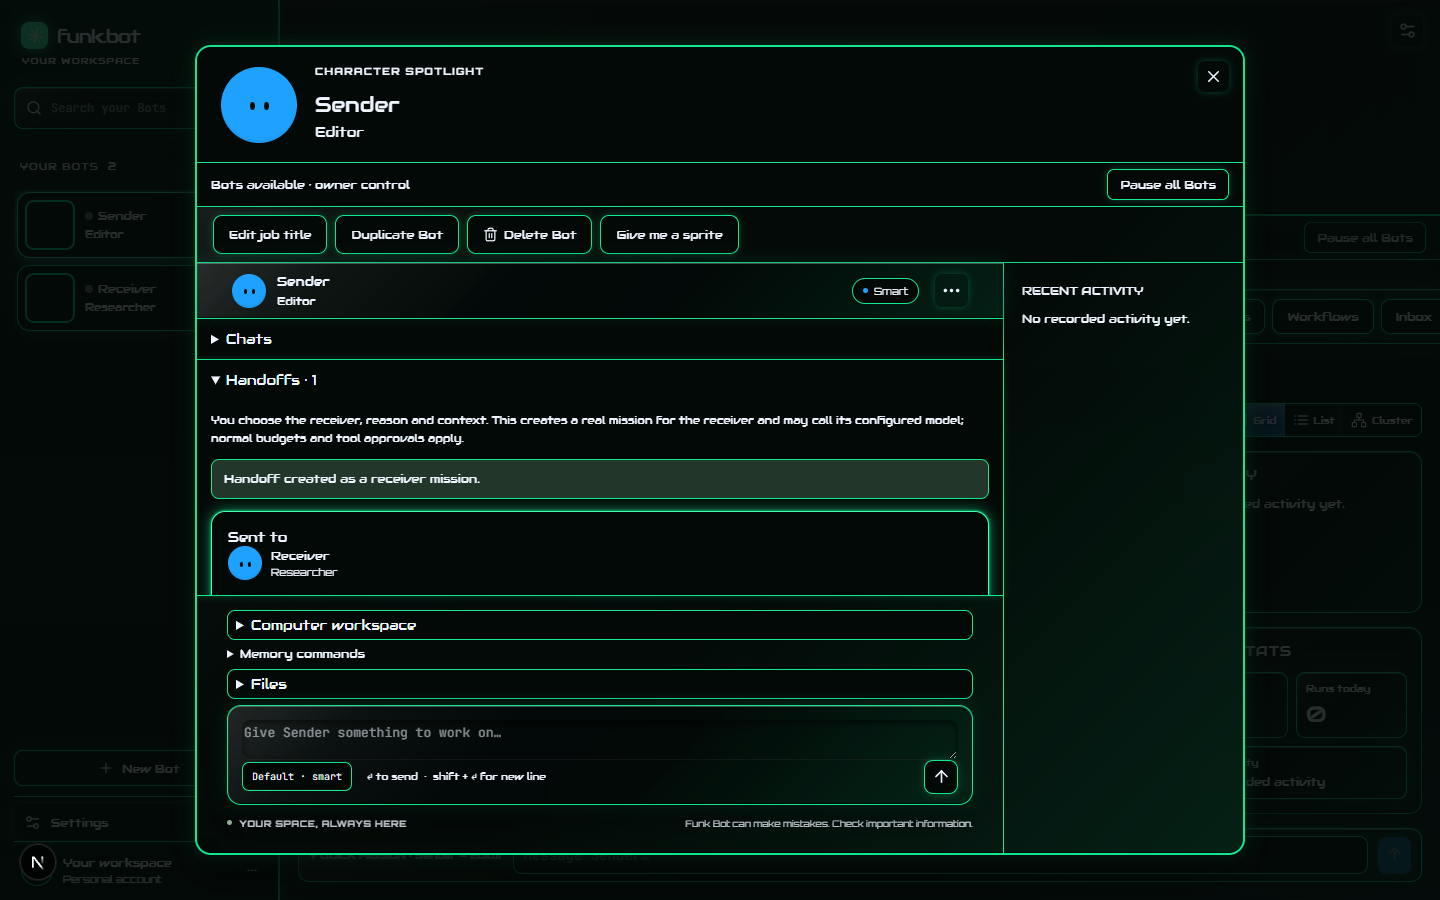 funk.bot
YOUR WORKSPACE
Search your Bots
YOUR BOTS 2
Sender
Editor
Receiver
Researcher
New Bot
Settings
N
Your workspace
Personal account
CHARACTER SPOTLIGHT
Sender
Editor
Bots available · owner control
Pause all Bots
Edit job title
Duplicate Bot
Delete Bot
Give me a sprite
Sender
Editor
Smart
Chats
Handoffs · 1
You choose the receiver, reason and context. This creates a real mission for the receiver and may call its configured model;
normal budgets and tool approvals apply.
Handoff created as a receiver mission.
Sent to
Receiver
Researcher
Computer workspace
Memory commands
Files
Give Sender something to work on…
Default · smart
↲ to send · shift + ↲ for new line
YOUR SPACE, ALWAYS HERE
Funk Bot can make mistakes. Check important information.
RECENT ACTIVITY
No recorded activity yet.
Pause all Bots
Workflows
Inbox
Grid
List
Cluster
activity yet.
Runs today
0
activity